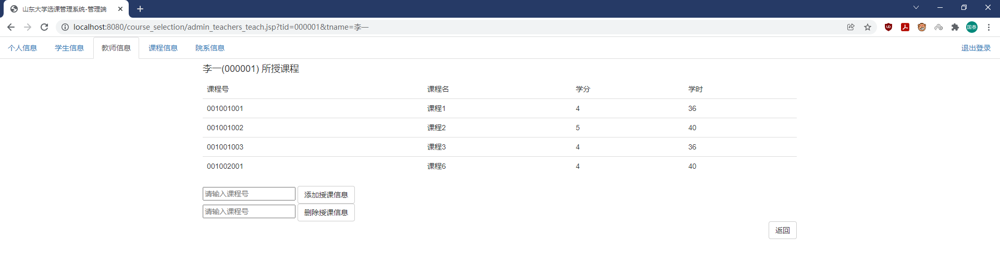 山东大学选课管理系统-管理端
localhost:8080/course_selection/admin_teachers_teach.jsp?tid=000001&tname=李一
国泰
个人信息 学生信息 教师信息 课程信息 院系信息 退出登录
李一(000001) 所授课程
课程号 课程名 学分 学时
001001001 课程1 4 36
001001002 课程2 5 40
001001003 课程3 4 36
001002001 课程6 4 40
请输入课程号 添加授课信息
请输入课程号 删除授课信息
返回